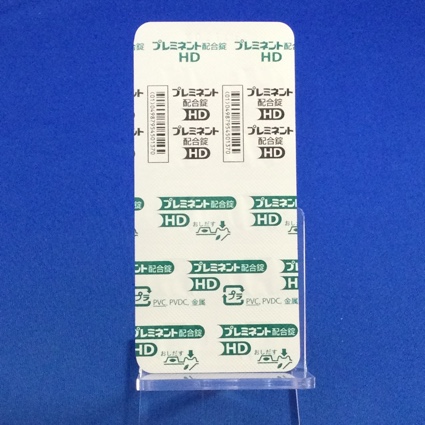 プレミネント配合錠 プレミネント配合錠
HD HD
プレミネント
配合錠
HD
プレミネント
配合錠
HD
プレミネント
配合錠
HD
プレミネント
配合錠
HD
プレミネント配合錠
HD おしだす
プレミネント配合錠
HD
プラ PVC, PVDC, 金属
プラ PVC, PVDC, 金属
プレミネント配合錠
HD おしだす